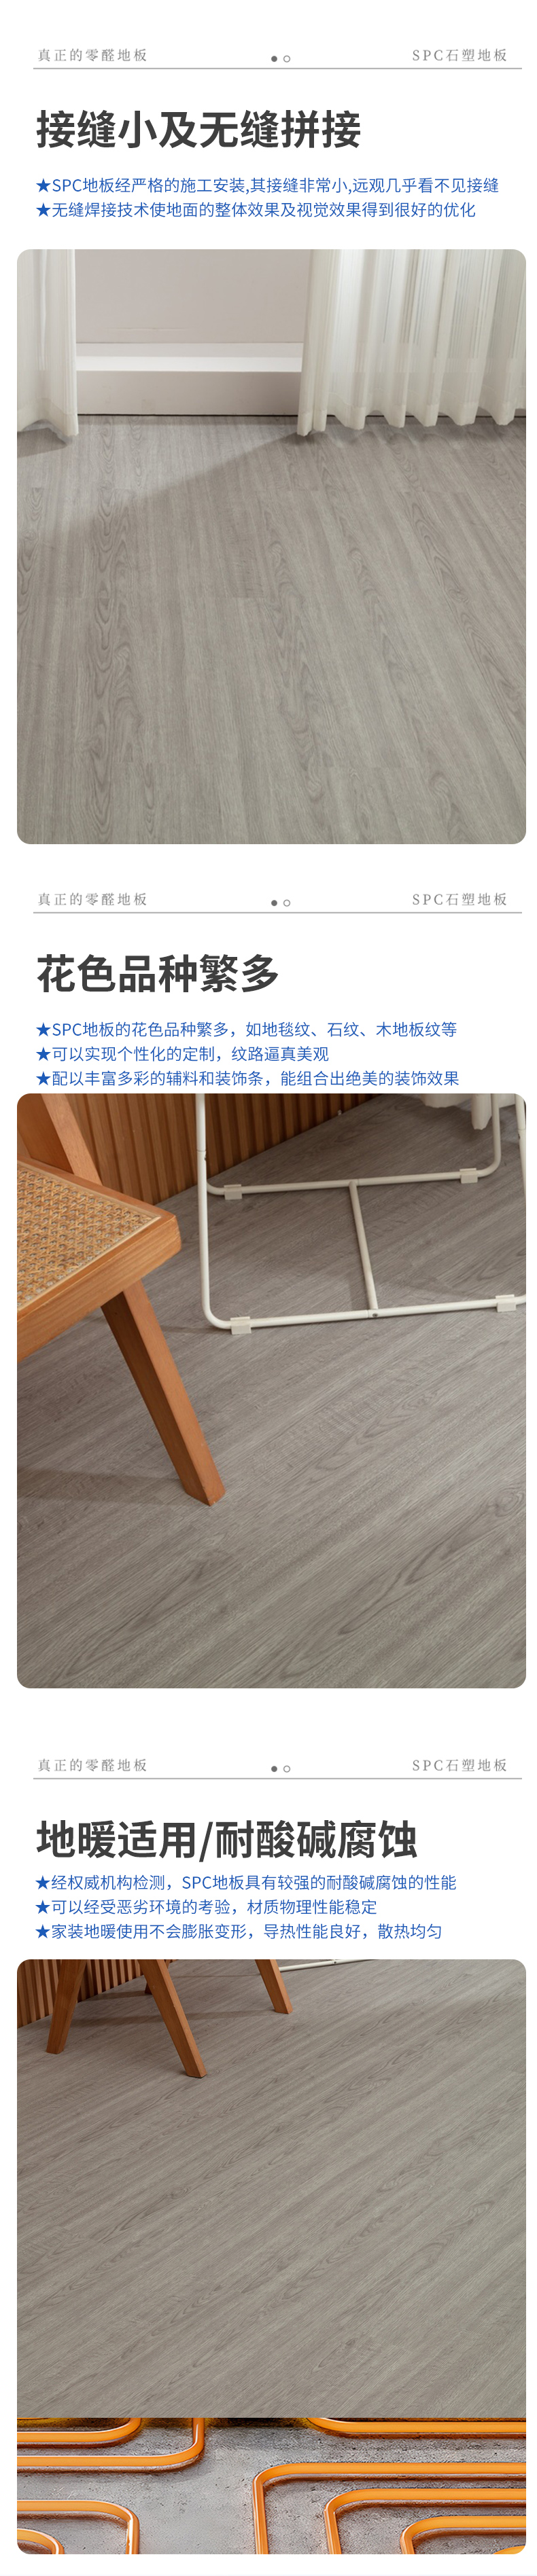 真正的零醛地板
SPC石塑地板
接缝小及无缝拼接
★SPC地板经严格的施工安装,其接缝非常小,远观几乎看不见接缝
★无缝焊接技术使地面的整体效果及视觉效果得到很好的优化
真正的零醛地板
SPC石塑地板
花色品种繁多
★SPC地板的花色品种繁多，如地毯纹、石纹、木地板纹等
★可以实现个性化的定制，纹路逼真美观
★配以丰富多彩的辅料和装饰条，能组合出绝美的装饰效果
真正的零醛地板
SPC石塑地板
地暖适用/耐酸碱腐蚀
★经权威机构检测，SPC地板具有较强的耐酸碱腐蚀的性能
★可以经受恶劣环境的考验，材质物理性能稳定
★家装地暖使用不会膨胀变形，导热性能良好，散热均匀